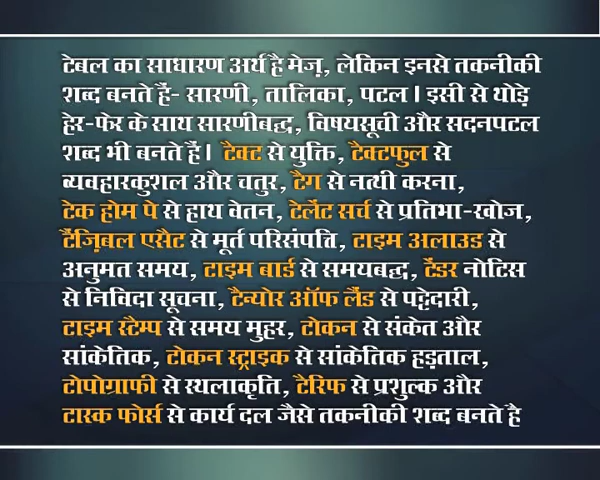 टेबल का साधारण अर्थ है मेज़, लेकिन इनसे तकनीकी
शब्द बनते हैं- सारणी, तालिका, पटल। इसी से थोड़े
हेर-फेर के साथ सारणीबद्ध, विषयसूची और सदनपटल
शब्द भी बनते हैं। टैक्ट से युक्ति, टैक्टफुल से
व्यवहारकुशल और चतुर, टैग से नत्थी करना,
टेक होम पे से हाथ वेतन, टेलेंट सर्च से प्रतिभा-खोज,
टैंज़िबल एसैट से मूर्त परिसंपत्ति, टाइम अलाउड से
अनुमत समय, टाइम बार्ड से समयबद्ध, टेंडर नोटिस
से निविदा सूचना, टैन्योर ऑफ लैंड से पट्टेदारी,
टाइम स्टैम्प से समय मुहर, टोकन से संकेत और
सांकेतिक, टोकन स्ट्राइक से सांकेतिक हड़ताल,
टोपोग्राफी से स्थलाकृति, टैरिफ से प्रशुल्क और
टास्क फोर्स से कार्य दल जैसे तकनीकी शब्द बनते है